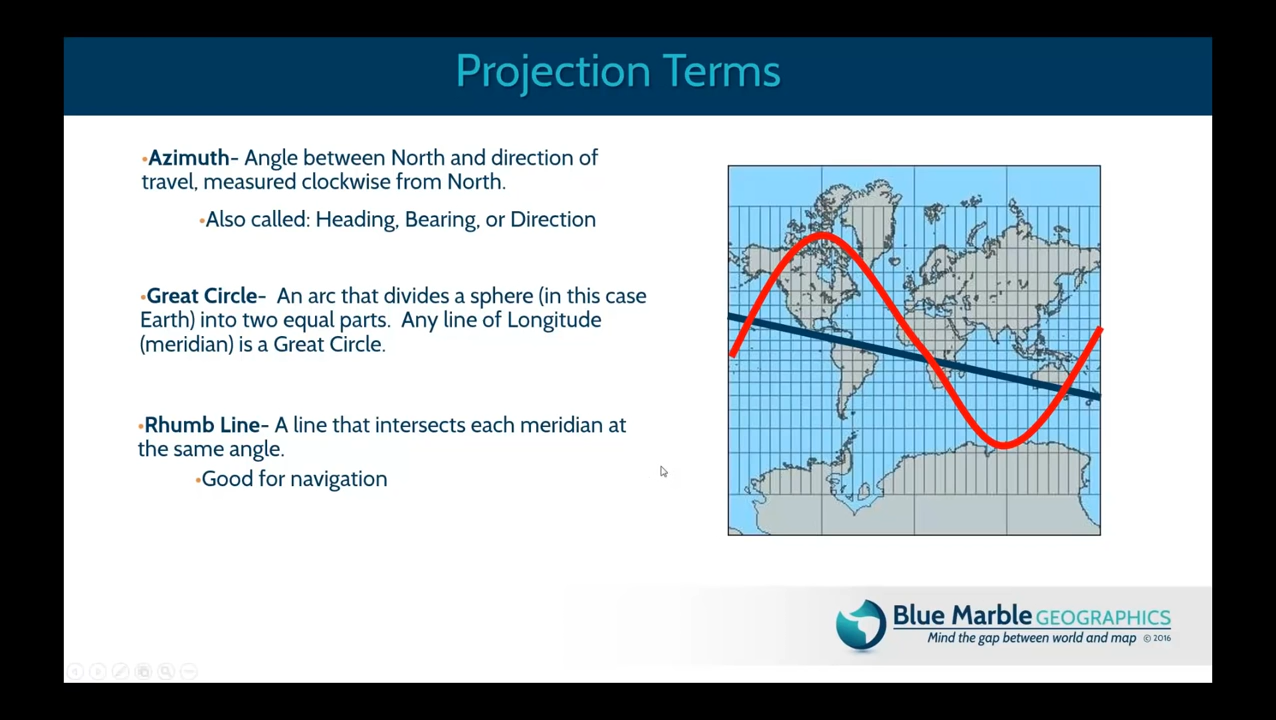 Projection Terms
•Azimuth- Angle between North and direction of
travel, measured clockwise from North.
•Also called: Heading, Bearing, or Direction
•Great Circle- An arc that divides a sphere (in this case
Earth) into two equal parts. Any line of Longitude
(meridian) is a Great Circle.
•Rhumb Line- A line that intersects each meridian at
the same angle.
•Good for navigation
Blue Marble GEOGRAPHICS
Mind the gap between world and map © 2016